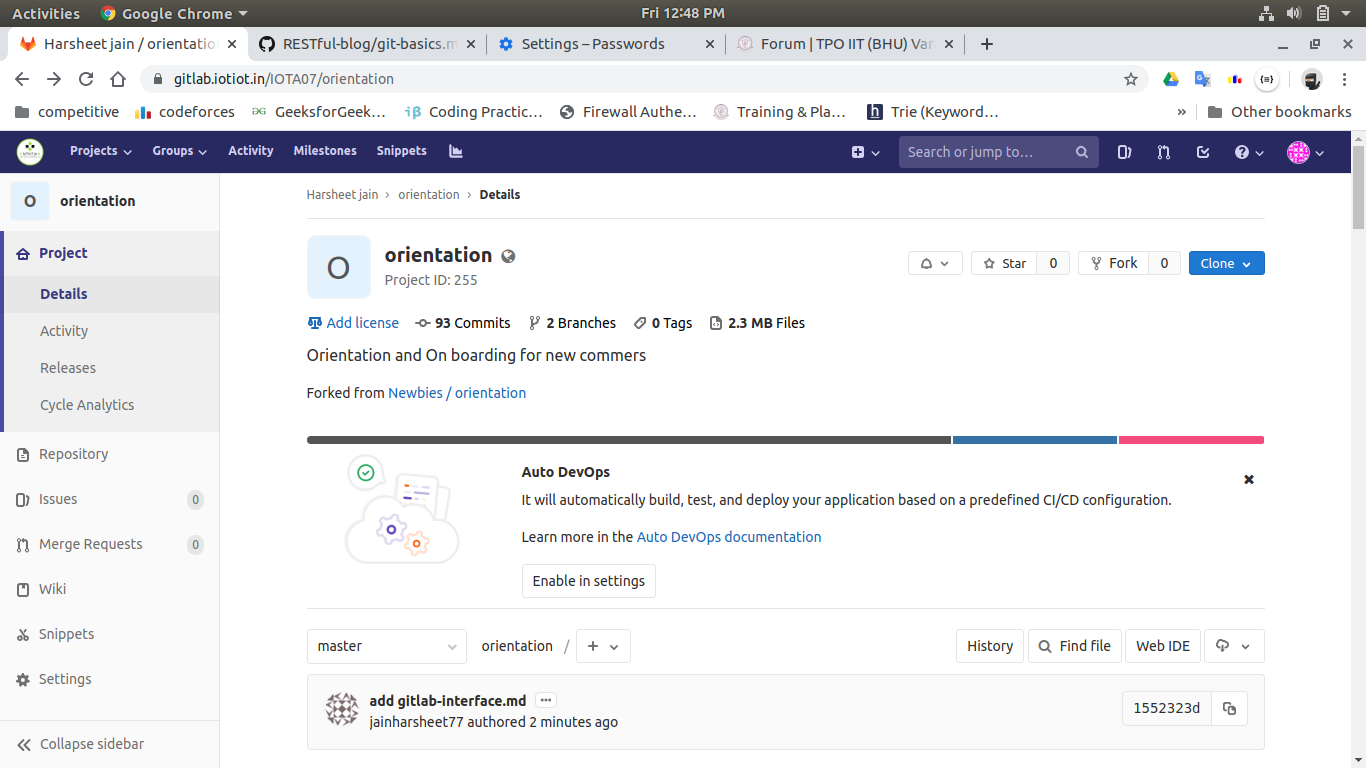 Activities Google Chrome Fri 12:48 PM
Harsheet jain / orientatio RESTful-blog/git-basics.m Settings – Passwords Forum | TPO IIT (BHU) Var
gitlab.iotiot.in/IOTA07/orientation
competitive codeforces GeeksforGeek… Coding Practic… Firewall Authe… Training & Pla… Trie (Keyword… » Other bookmarks
Projects Groups Activity Milestones Snippets Search or jump to…
O orientation
Harsheet jain › orientation › Details
Project
Details
Activity
Releases
Cycle Analytics
Repository
Issues 0
Merge Requests 0
Wiki
Snippets
Settings
Collapse sidebar
O
orientation
Project ID: 255
Star 0 Fork 0 Clone
Add license 93 Commits 2 Branches 0 Tags 2.3 MB Files
Orientation and On boarding for new commers
Forked from Newbies / orientation
Auto DevOps
It will automatically build, test, and deploy your application based on a predefined CI/CD configuration.
Learn more in the Auto DevOps documentation
Enable in settings
master orientation / + History Find file Web IDE
add gitlab-interface.md
jainharsheet77 authored 2 minutes ago
1552323d